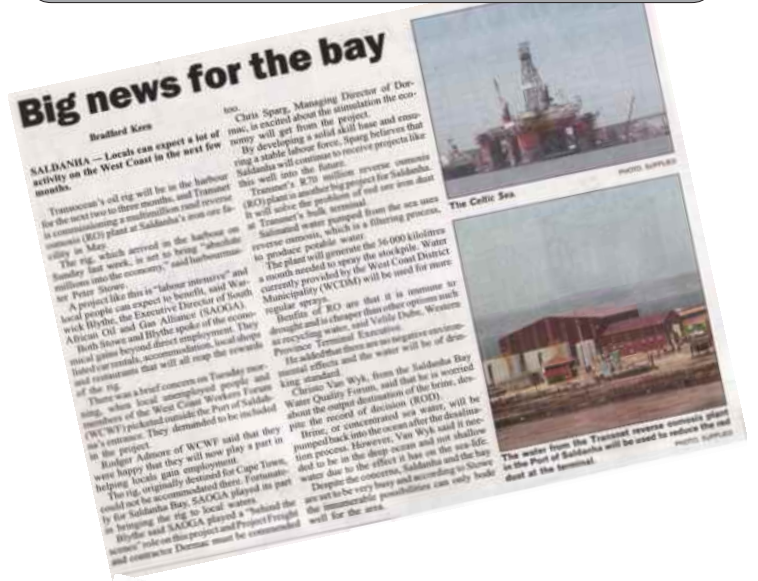 Big news for the bay
Bradford Keen
SALDANHA — Locals can expect a lot of
activity on the West Coast in the next few
months.
Transocean's oil rig will be in the harbour
for the next two to three months, and Transnet
is commissioning a multimillion rand reverse
osmosis (RO) plant at Saldanha's iron ore fa-
cility in May.
The rig, which arrived in the harbour on
last week, is set to bring "absolute
millions into the economy," said harbourmas-
ter Peter Stowe.
A project like this is "labour intensive" and
local people can expect to benefit, said War-
wick Blythe, the Executive Director of South
African Oil and Gas Alliance (SAOGA).
Both Stowe and Blythe spoke of the econo-
mical gains beyond direct employment. They
listed car rentals, accommodation, local shops
and restaurants that will all reap the rewards
of the rig.
There was a brief concern on Tuesday mor-
ning, when local unemployed people and
members of the West Coast Workers Forum
(WCWF) picketed outside the Port of Saldan-
ha's entrance. They demanded to be included
in the project.
Rodger Admore of WCWF said that they
were happy that they will now play a part in
helping locals gain employment.
The rig, originally destined for Cape Town,
could not be accommodated there. Fortunate-
ly for Saldanha Bay, SAOGA played its part
in bringing the rig to local waters.
Blythe said SAOGA played a "behind the
scenes" role on this project and Project Freight
and contractor Dormac must be commended
too.
Chris Sparg, Managing Director of Dor-
mac, is excited about the stimulation the eco-
nomy will get from the project.
By developing a solid skill base and ensu-
ring a stable labour force, Sparg believes that
Saldanha will continue to receive projects like
this well into the future.
Transnet's R70 million reverse osmosis
(RO) plant is another big project for Saldanha.
It will solve the problem of red ore iron dust
at Transnet's bulk terminal.
Salinated water pumped from the sea uses
reverse osmosis, which is a filtering process,
to produce potable water.
The plant will generate the 36 000 kilolitres
a month needed to spray the stockpile. Water
currently provided by the West Coast District
Municipality (WCDM) will be used for more
regular sprays.
Benefits of RO are that it is immune to
drought and is cheaper than other options such
as recycling water, said Velile Dube, Western
Province Terminal Executive.
He added that there are no negative environ-
mental effects and the water will be of drin-
king standard.
Christo Van Wyk, from the Saldanha Bay
Water Quality Forum, said that he is worried
about the output destination of the brine, des-
pite the record of decision (ROD).
Brine, or concentrated sea water, will be
pumped back into the ocean after the desalina-
tion process. However, Van Wyk said it nee-
ded to be in the deep ocean and not shallow
water due to the effect it has on the sea life.
Despite the concerns, Saldanha and the bay
are set to be very busy and according to Stowe
the innumerable possibilities can only bode
well for the area.
PHOTO: SUPPLIED
The Celtic Sea.
The water from the Transnet reverse osmosis plant
in the Port of Saldanha will be used to reduce the red
dust at the terminal.
PHOTO: SUPPLIED